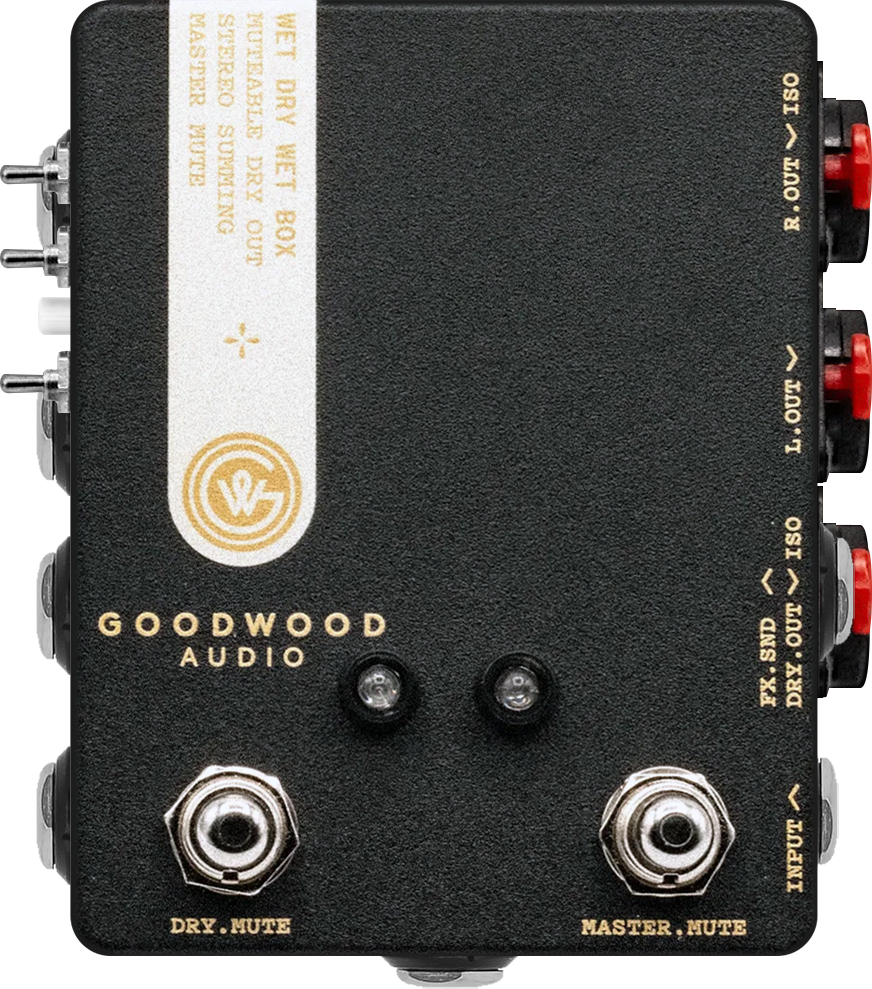 WET DRY WET BOX
MUTEABLE DRY OUT
STEREO SUMMING
MASTER MUTE
GW
GOODWOOD
AUDIO
R.OUT > ISO
L.OUT >
FX.SND <
DRY.OUT > ISO
INPUT <
DRY.MUTE
MASTER.MUTE